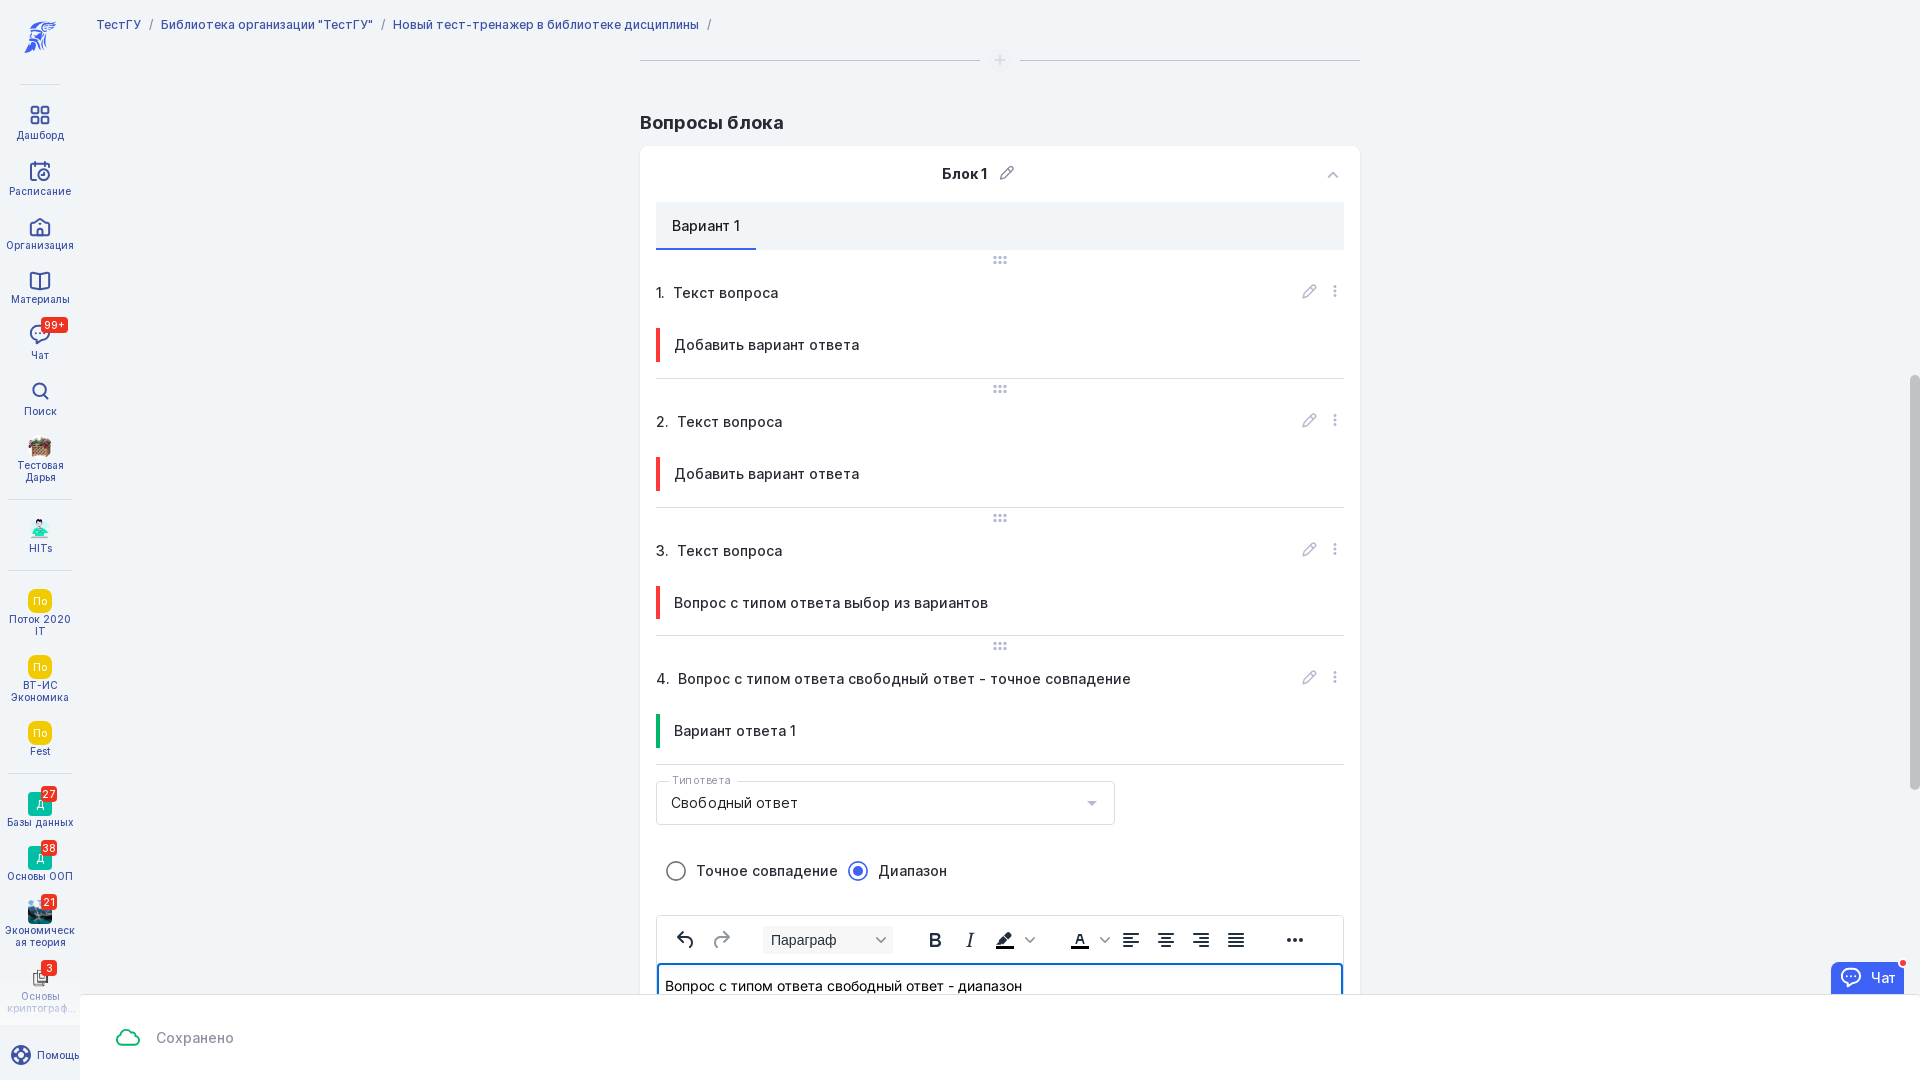 ТестГУ / Библиотека организации "ТестГУ" / Новый тест-тренажер в библиотеке дисциплины /
Дашборд
Расписание
Организация
Материалы
99+
Чат
Поиск
Тестовая
Дарья
HITs
По
Поток 2020
IT
По
ВТ-ИС
Экономика
По
Fest
27
Д
Базы данных
38
Д
Основы ООП
21
Экономическ
ая теория
3
Основы
криптограф...
Помощь
Вопросы блока
Блок 1
Вариант 1
1. Текст вопроса
Добавить вариант ответа
2. Текст вопроса
Добавить вариант ответа
3. Текст вопроса
Вопрос с типом ответа выбор из вариантов
4. Вопрос с типом ответа свободный ответ - точное совпадение
Вариант ответа 1
Тип ответа
Свободный ответ
Точное совпадение Диапазон
Параграф
Вопрос с типом ответа свободный ответ - диапазон
Чат
Сохранено